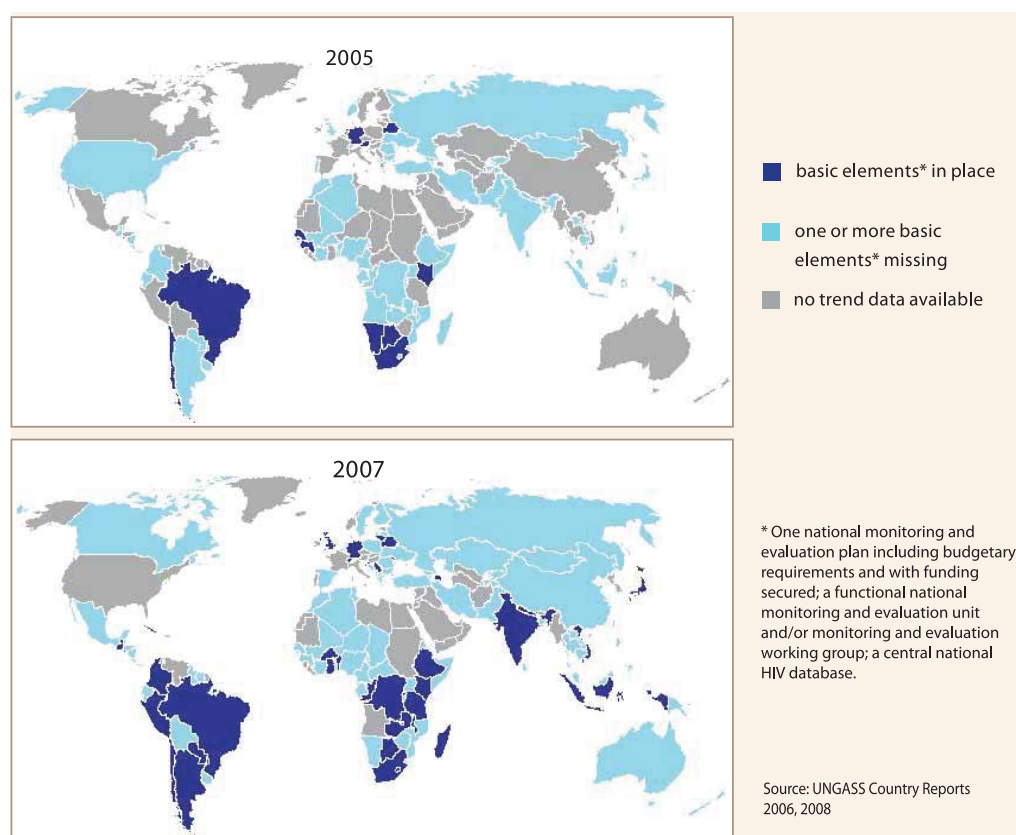 2005
basic elements* in place
one or more basic
elements* missing
no trend data available
2007
* One national monitoring and
evaluation plan including budgetary
requirements and with funding
secured; a functional national
monitoring and evaluation unit
and/or monitoring and evaluation
working group; a central national
HIV database.
Source: UNGASS Country Reports
2006, 2008